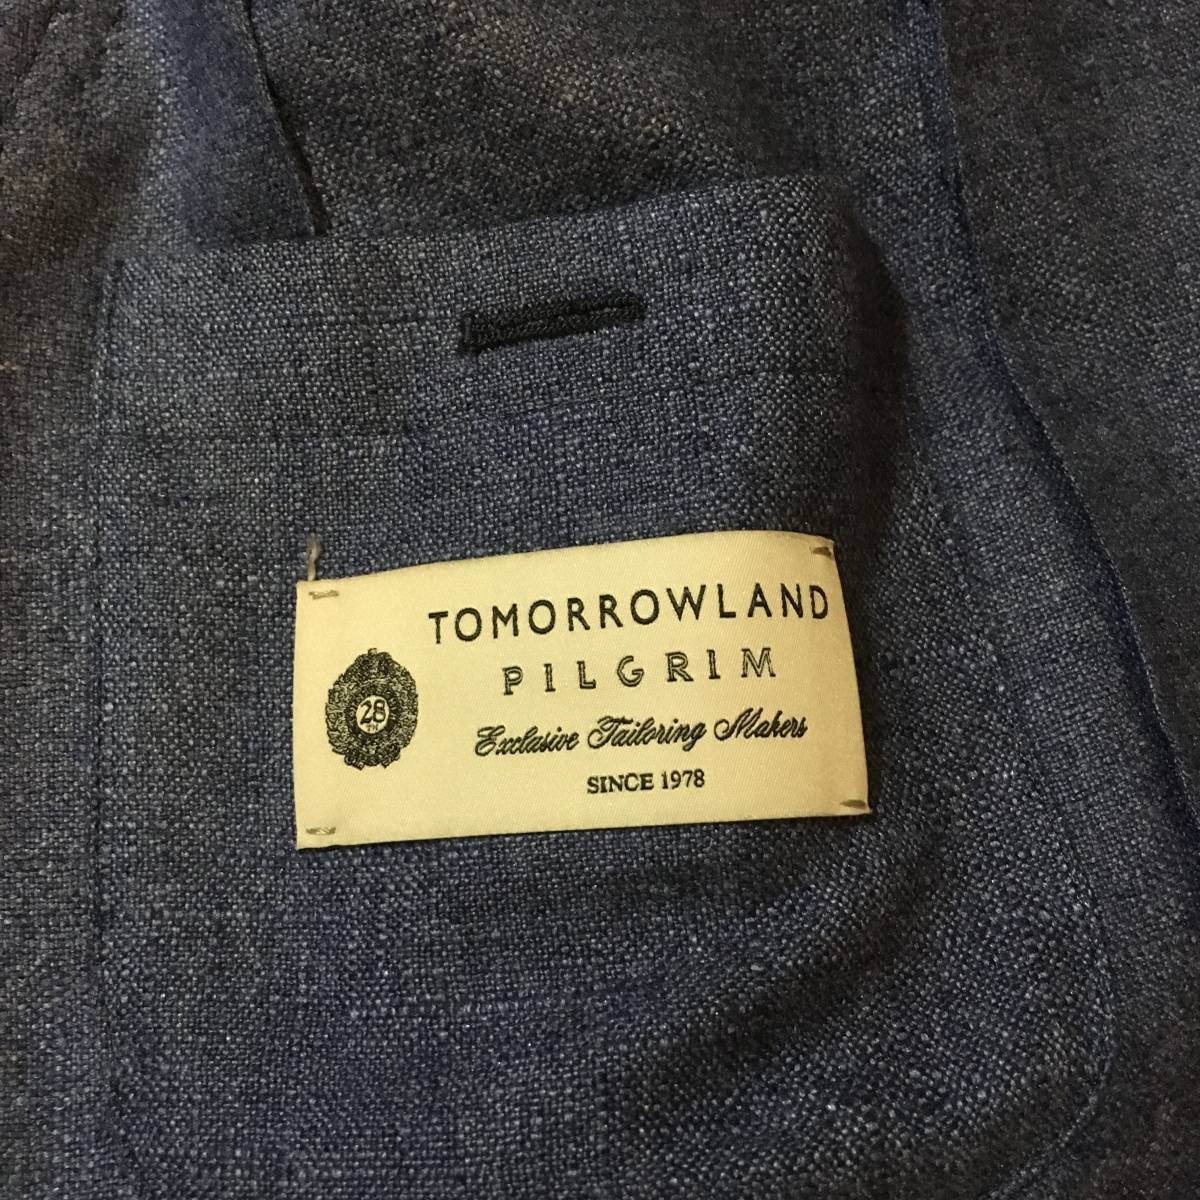 TOMORROWLAND
PILGRIM
28
Exclusive Tailoring Makers
SINCE 1978